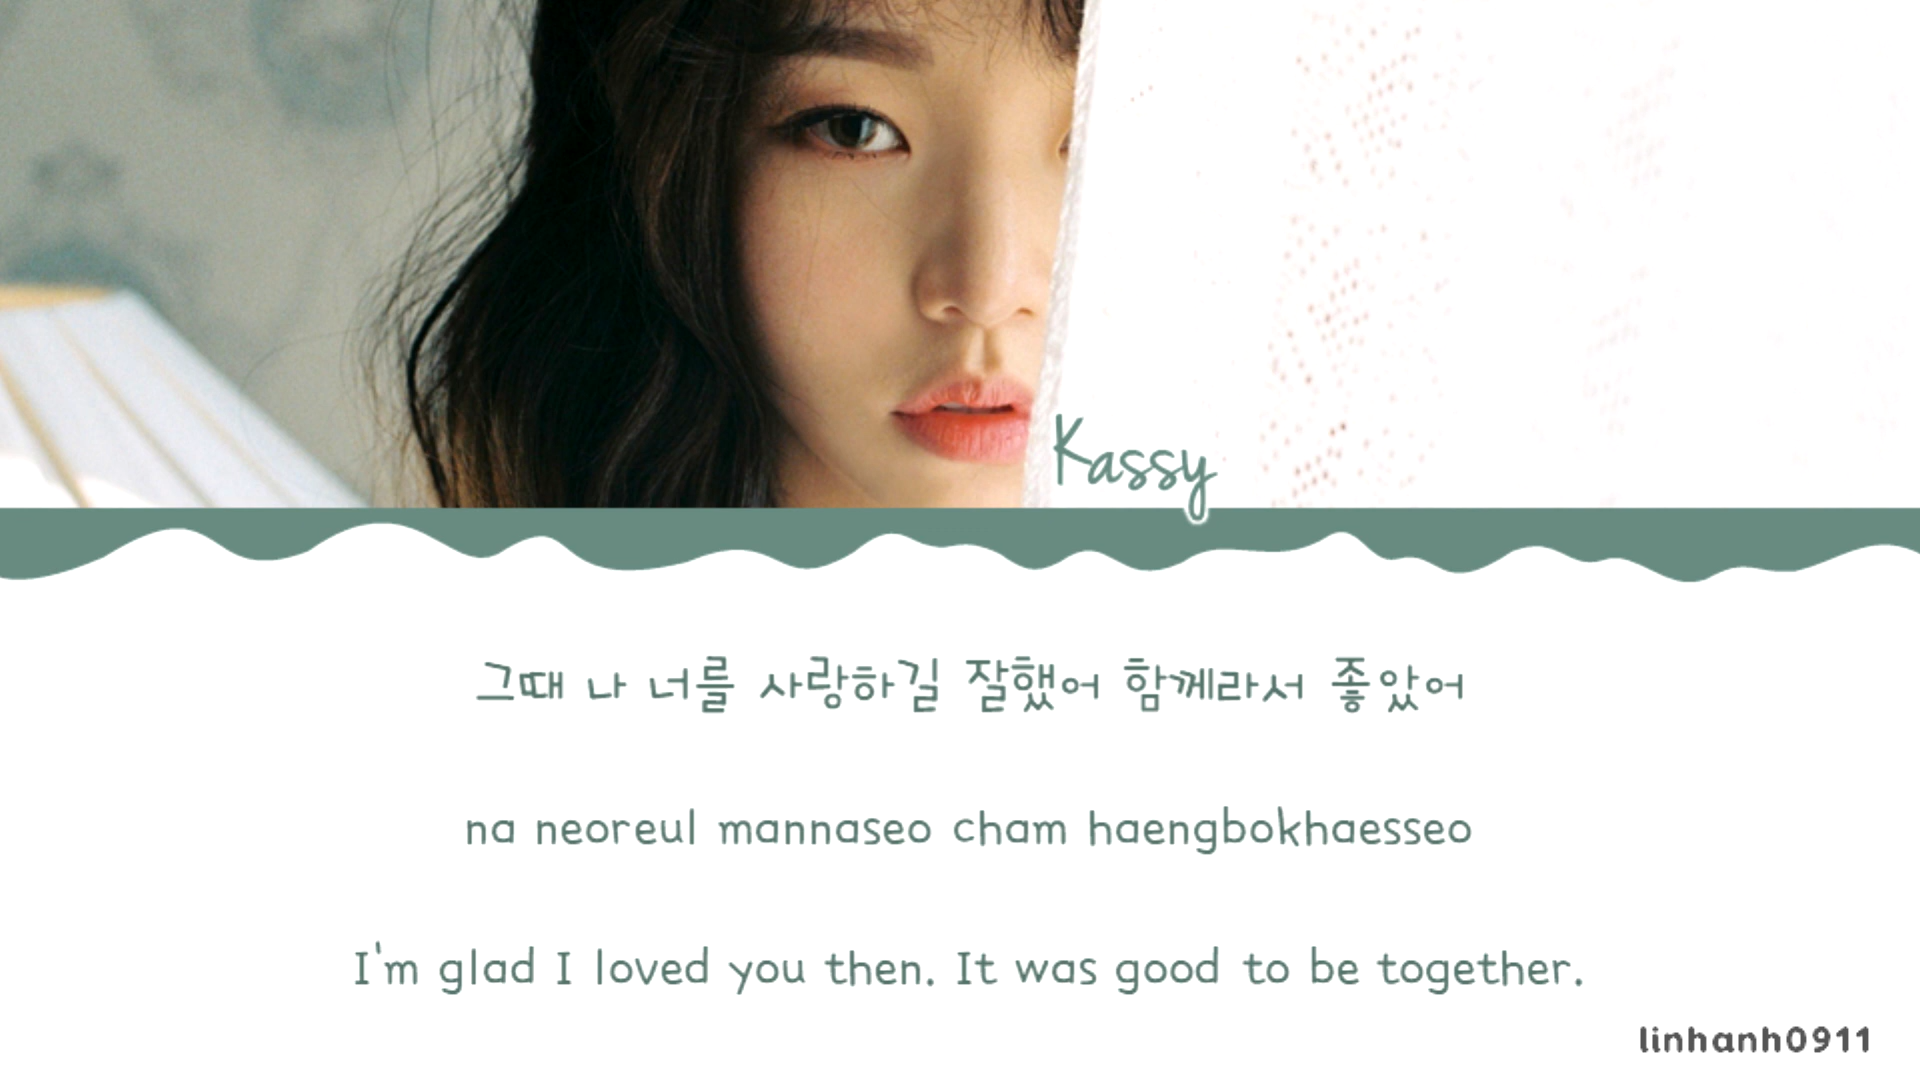 Kassy
그때 나 너를 사랑하길 잘했어 함께라서 좋았어
na neoreul mannaseo cham haengbokhaesseo
I'm glad I loved you then. It was good to be together.
linhanh0911